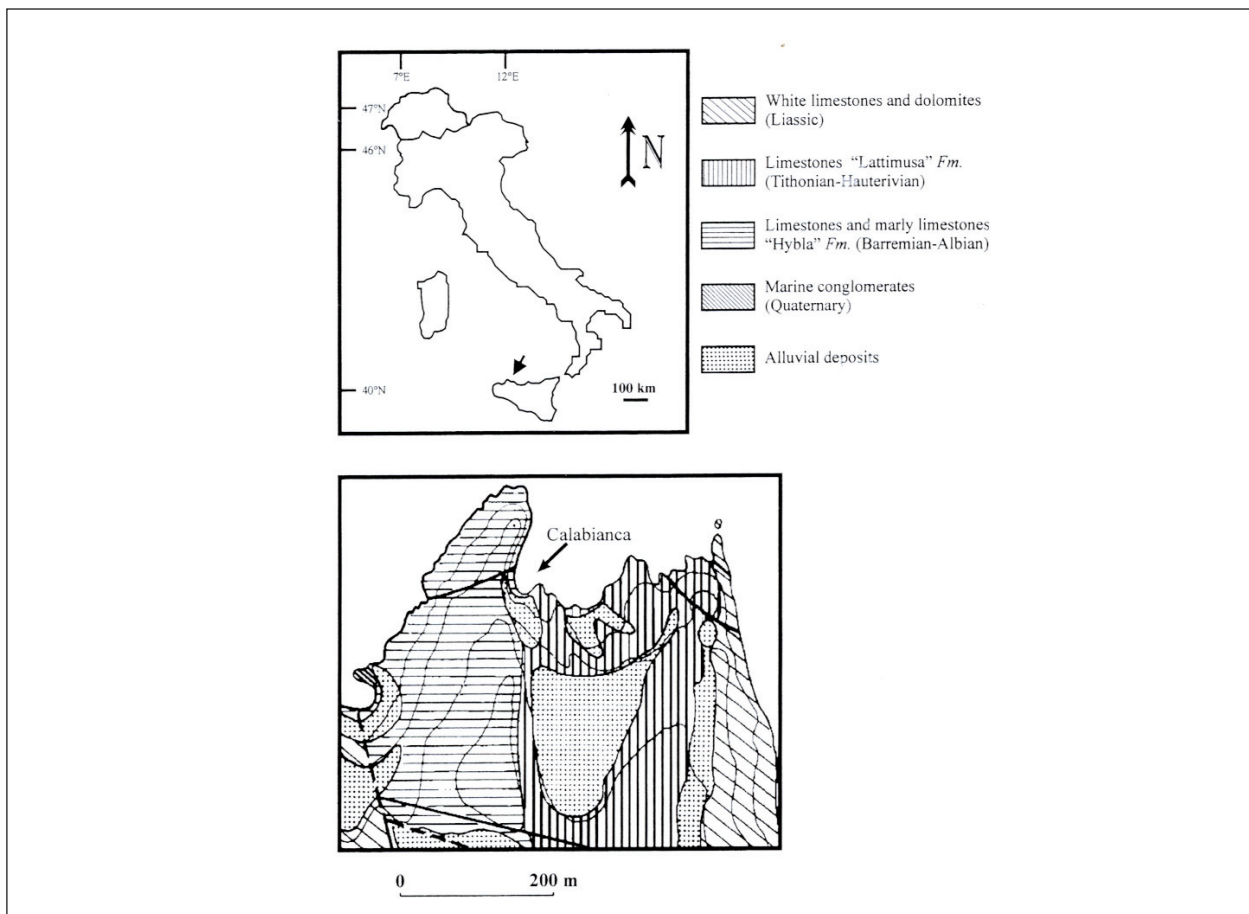 7°E 12°E
47°N
46°N
40°N
N
100 km
White limestones and dolomites
(Liassic)
Limestones "Lattimusa" Fm.
(Tithonian-Hauterivian)
Limestones and marly limestones
"Hybla" Fm. (Barremian-Albian)
Marine conglomerates
(Quaternary)
Alluvial deposits
Calabianca
0 200 m